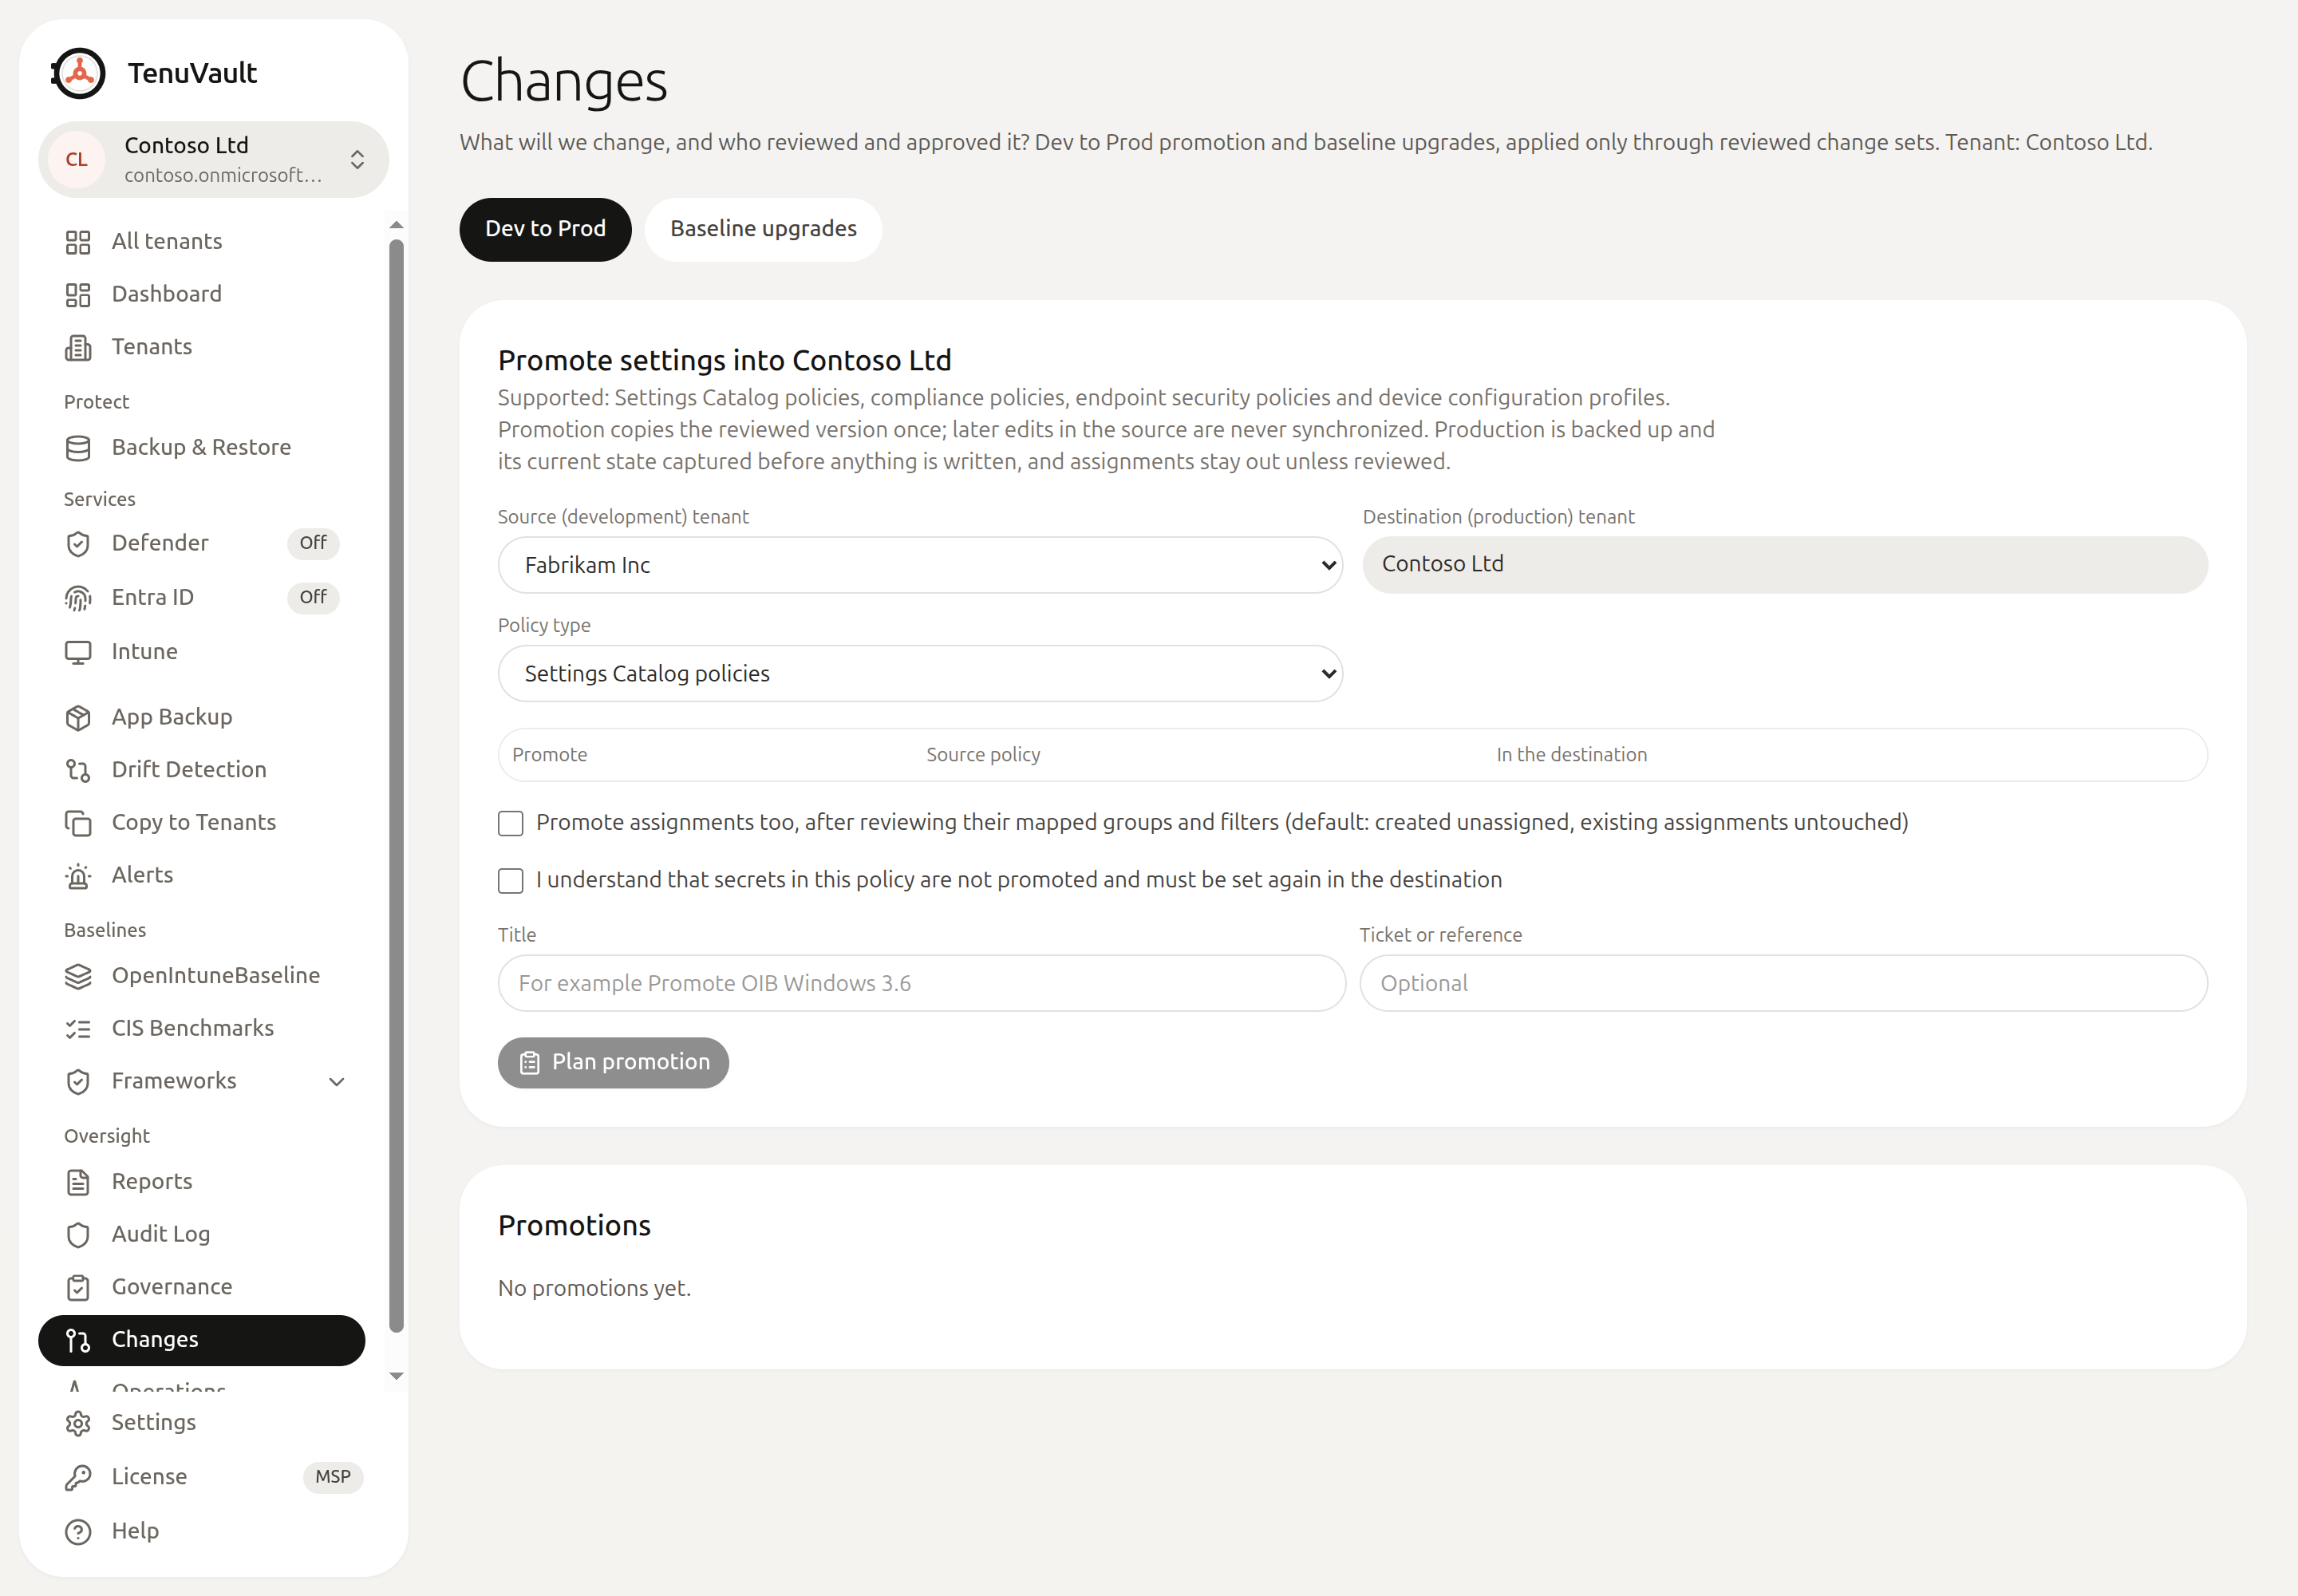 TenuVault
CL
Contoso Ltd
contoso.onmicrosoft...
All tenants
Dashboard
Tenants
Protect
Backup & Restore
Services
Defender
Off
Entra ID
Off
Intune
App Backup
Drift Detection
Copy to Tenants
Alerts
Baselines
OpenIntuneBaseline
CIS Benchmarks
Frameworks
Oversight
Reports
Audit Log
Governance
Changes
Operations
Settings
License
MSP
Help
Changes
What will we change, and who reviewed and approved it? Dev to Prod promotion and baseline upgrades, applied only through reviewed change sets. Tenant: Contoso Ltd.
Dev to Prod
Baseline upgrades
Promote settings into Contoso Ltd
Supported: Settings Catalog policies, compliance policies, endpoint security policies and device configuration profiles.
Promotion copies the reviewed version once; later edits in the source are never synchronized. Production is backed up and
its current state captured before anything is written, and assignments stay out unless reviewed.
Source (development) tenant
Fabrikam Inc
Destination (production) tenant
Contoso Ltd
Policy type
Settings Catalog policies
Promote
Source policy
In the destination
Promote assignments too, after reviewing their mapped groups and filters (default: created unassigned, existing assignments untouched)
I understand that secrets in this policy are not promoted and must be set again in the destination
Title
For example Promote OIB Windows 3.6
Ticket or reference
Optional
Plan promotion
Promotions
No promotions yet.